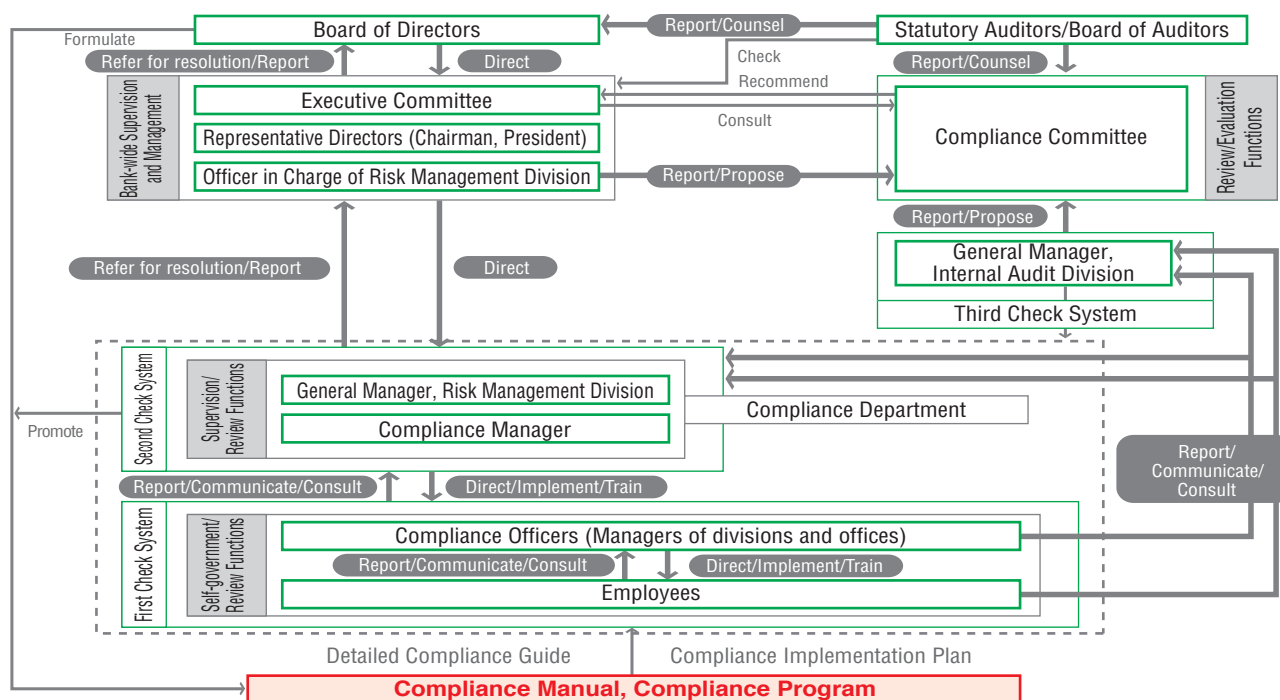 Formulate
Board of Directors
Report/Counsel
Statutory Auditors/Board of Auditors
Refer for resolution/Report
Direct
Check
Report/Counsel
Recommend
Bank-wide Supervision
and Management
Executive Committee
Consult
Representative Directors (Chairman, President)
Officer in Charge of Risk Management Division
Report/Propose
Compliance Committee
Review/Evaluation
Functions
Report/Propose
Refer for resolution/Report
Direct
General Manager,
Internal Audit Division
Third Check System
Second Check System
Supervision/
Review Functions
General Manager, Risk Management Division
Compliance Manager
Compliance Department
Promote
Report/
Communicate/
Consult
Report/Communicate/Consult
Direct/Implement/Train
First Check System
Self-government/
Review Functions
Compliance Officers (Managers of divisions and offices)
Report/Communicate/Consult
Direct/Implement/Train
Employees
Detailed Compliance Guide
Compliance Implementation Plan
Compliance Manual, Compliance Program